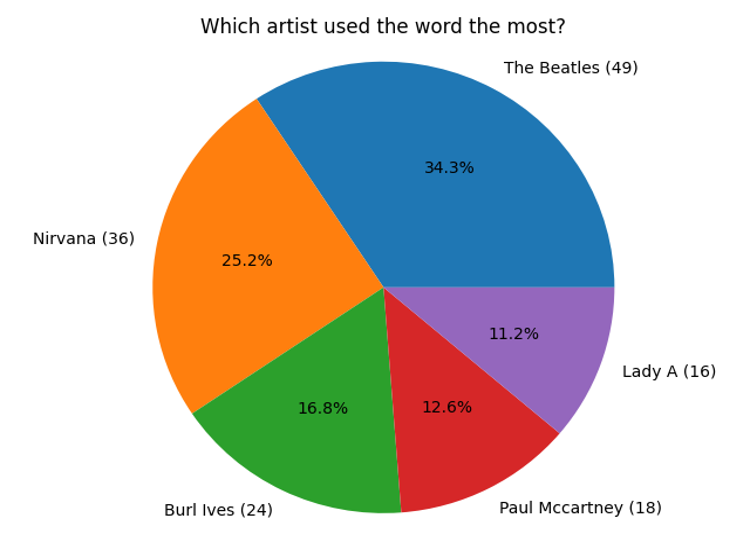 Which artist used the word the most?
The Beatles (49)
34.3%
Nirvana (36)
25.2%
11.2%
Lady A (16)
16.8%
12.6%
Burl Ives (24)
Paul Mccartney (18)